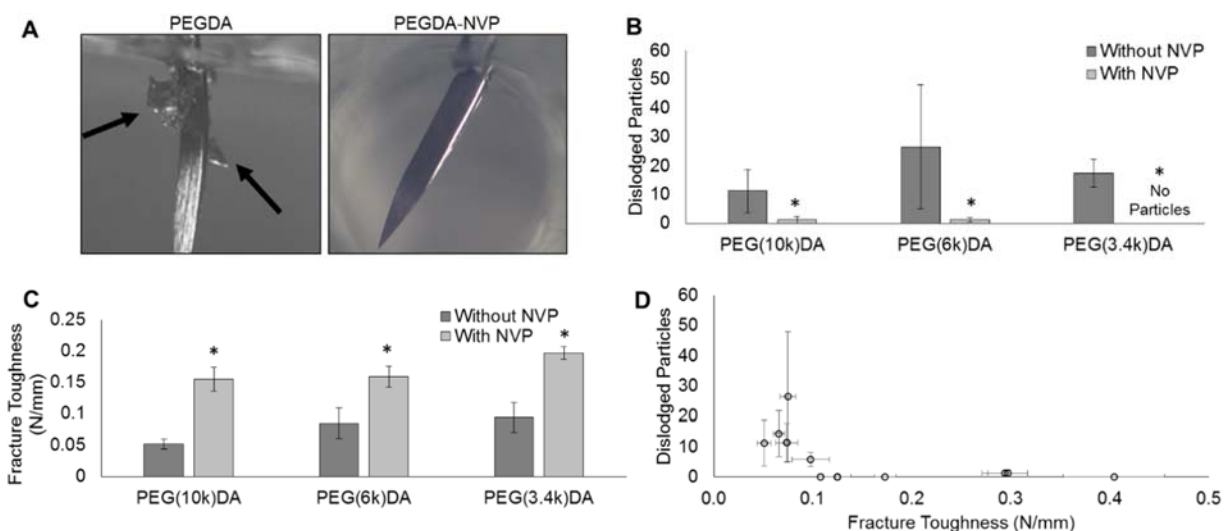 A
PEGDA
PEGDA-NVP
B
Dislodged Particles
60
50
40
30
20
10
0
Without NVP
With NVP
*
*
*
No
Particles
PEG(10k)DA
PEG(6k)DA
PEG(3.4k)DA
C
Fracture Toughness
(N/mm)
0.25
0.2
0.15
0.1
0.05
0
Without NVP
With NVP
*
*
*
PEG(10k)DA
PEG(6k)DA
PEG(3.4k)DA
D
Dislodged Particles
60
50
40
30
20
10
0
0.0
0.1
0.2
0.3
0.4
0.5
Fracture Toughness (N/mm)